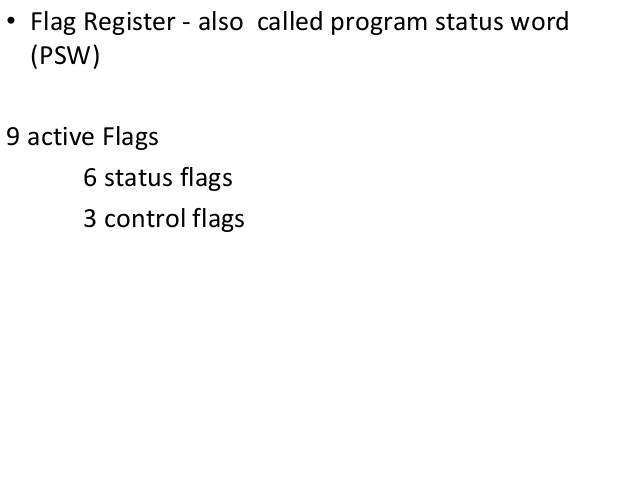 • Flag Register - also called program status word
(PSW)
9 active Flags
6 status flags
3 control flags